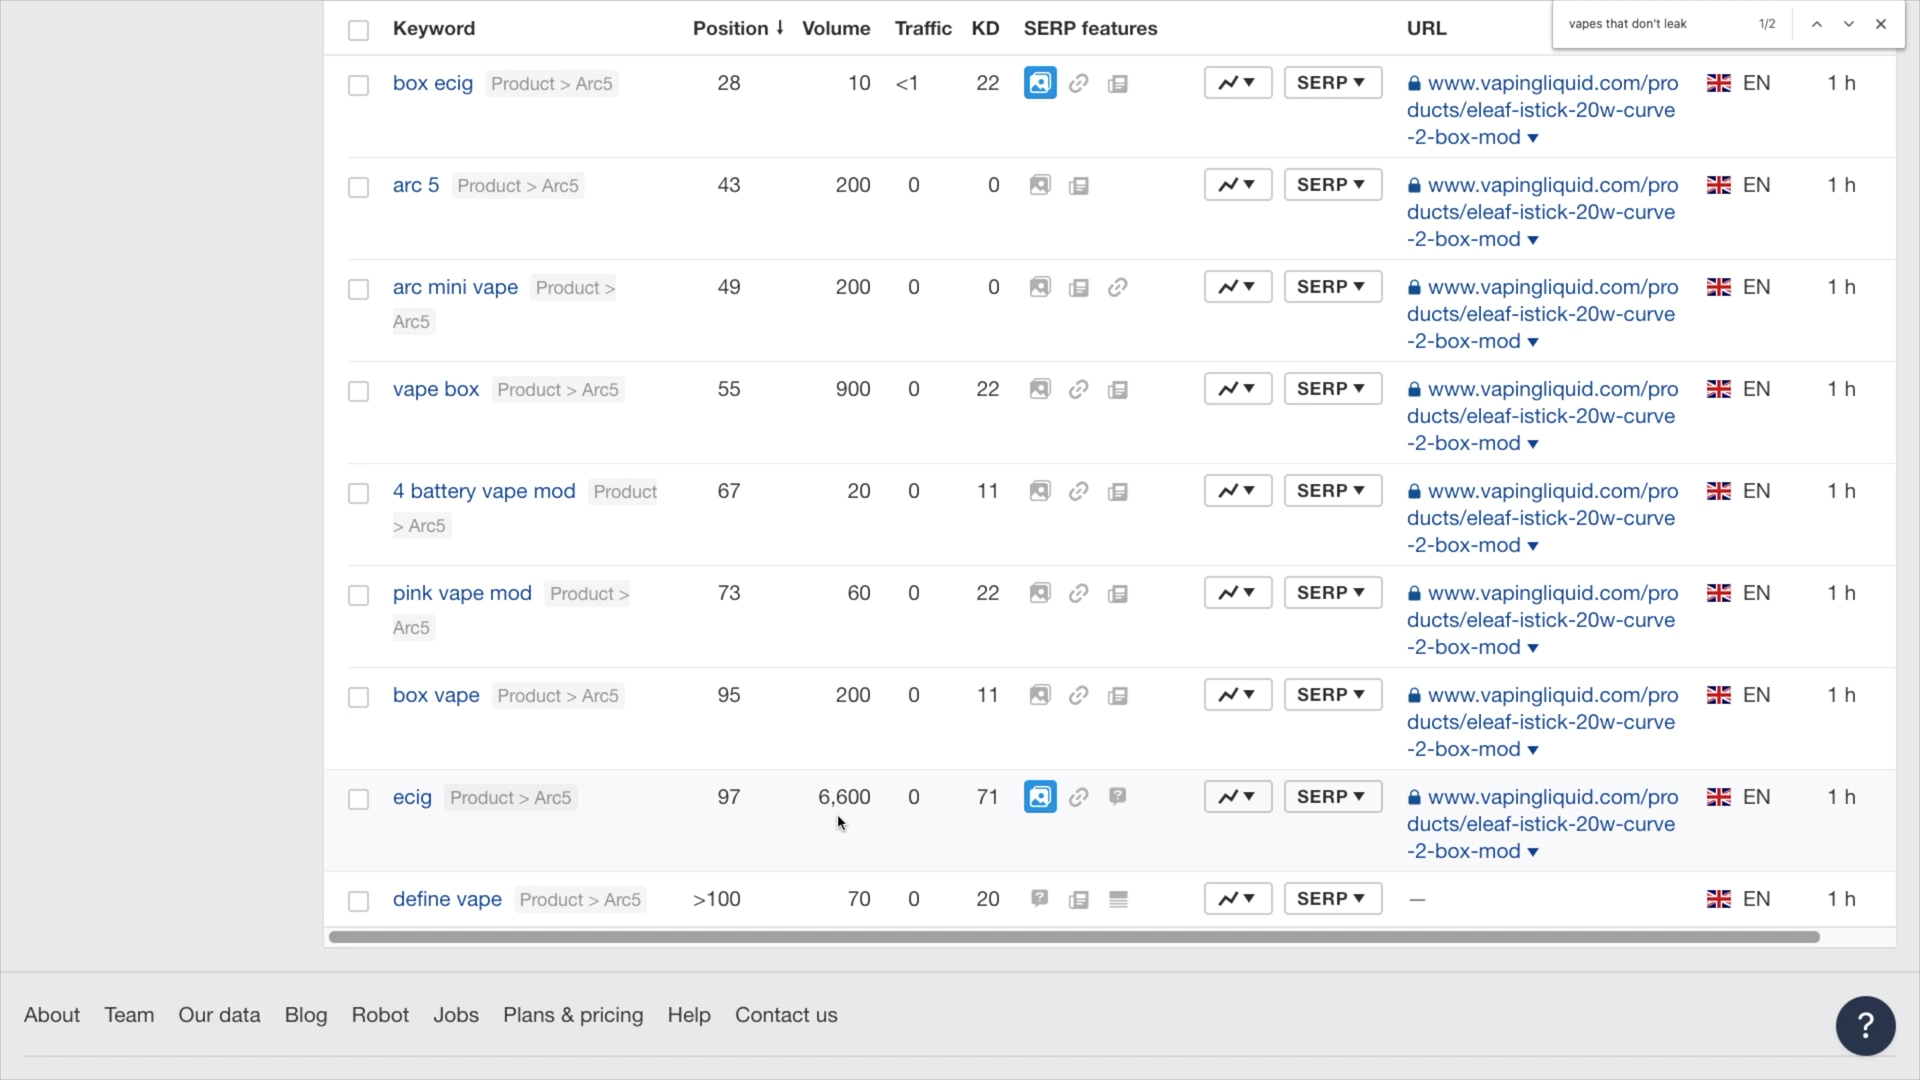 Keyword Position ↓ Volume Traffic KD SERP features URL
vapes that don't leak 1/2
box ecig Product > Arc5 28 10 <1 22 SERP ▼ www.vapingliquid.com/pro EN 1 h
ducts/eleaf-istick-20w-curve
-2-box-mod ▼
arc 5 Product > Arc5 43 200 0 0 SERP ▼ www.vapingliquid.com/pro EN 1 h
ducts/eleaf-istick-20w-curve
-2-box-mod ▼
arc mini vape Product > 49 200 0 0 SERP ▼ www.vapingliquid.com/pro EN 1 h
Arc5 ducts/eleaf-istick-20w-curve
-2-box-mod ▼
vape box Product > Arc5 55 900 0 22 SERP ▼ www.vapingliquid.com/pro EN 1 h
ducts/eleaf-istick-20w-curve
-2-box-mod ▼
4 battery vape mod Product 67 20 0 11 SERP ▼ www.vapingliquid.com/pro EN 1 h
> Arc5 ducts/eleaf-istick-20w-curve
-2-box-mod ▼
pink vape mod Product > 73 60 0 22 SERP ▼ www.vapingliquid.com/pro EN 1 h
Arc5 ducts/eleaf-istick-20w-curve
-2-box-mod ▼
box vape Product > Arc5 95 200 0 11 SERP ▼ www.vapingliquid.com/pro EN 1 h
ducts/eleaf-istick-20w-curve
-2-box-mod ▼
ecig Product > Arc5 97 6,600 0 71 SERP ▼ www.vapingliquid.com/pro EN 1 h
ducts/eleaf-istick-20w-curve
-2-box-mod ▼
define vape Product > Arc5 >100 70 0 20 SERP ▼ — EN 1 h
About Team Our data Blog Robot Jobs Plans & pricing Help Contact us
?